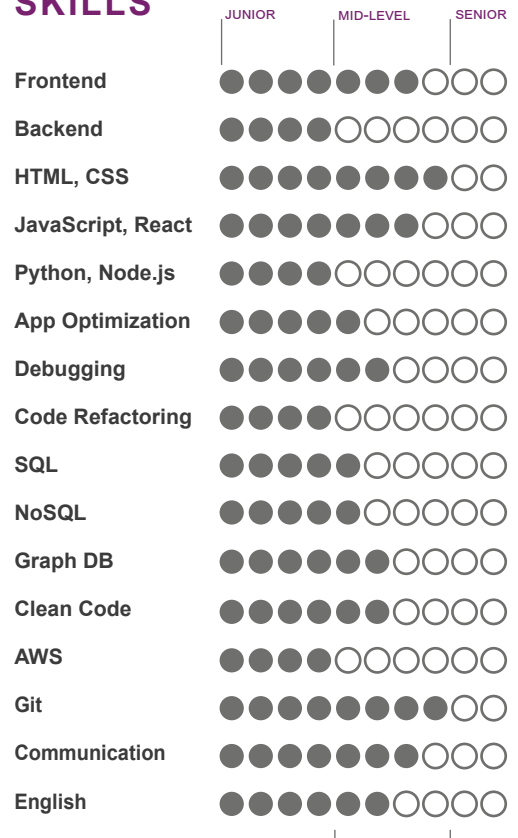 SKILLS
JUNIOR MID-LEVEL SENIOR
Frontend
Backend
HTML, CSS
JavaScript, React
Python, Node.js
App Optimization
Debugging
Code Refactoring
SQL
NoSQL
Graph DB
Clean Code
AWS
Git
Communication
English